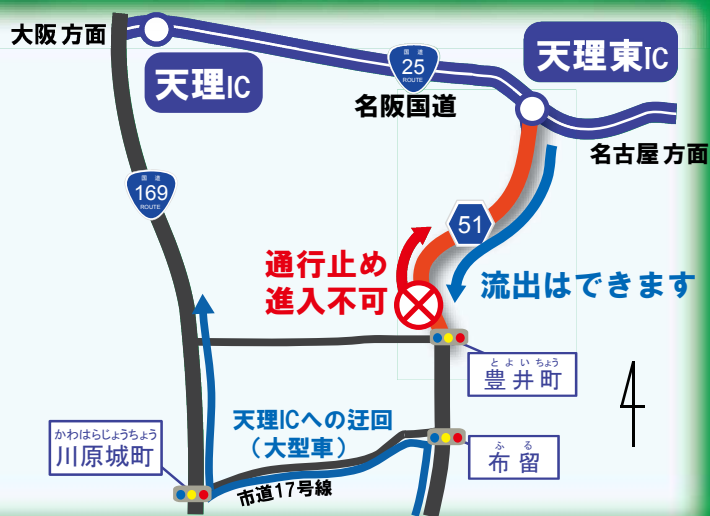 大阪方面
天理IC
国道
25
ROUTE
名阪国道
天理東IC
名古屋方面
国道
169
ROUTE
51
通行止め
進入不可
流出はできます
とよいちょう
豊井町
天理ICへの迂回
（大型車）
かわはらじょうちょう
川原城町
ふる
布留
市道17号線